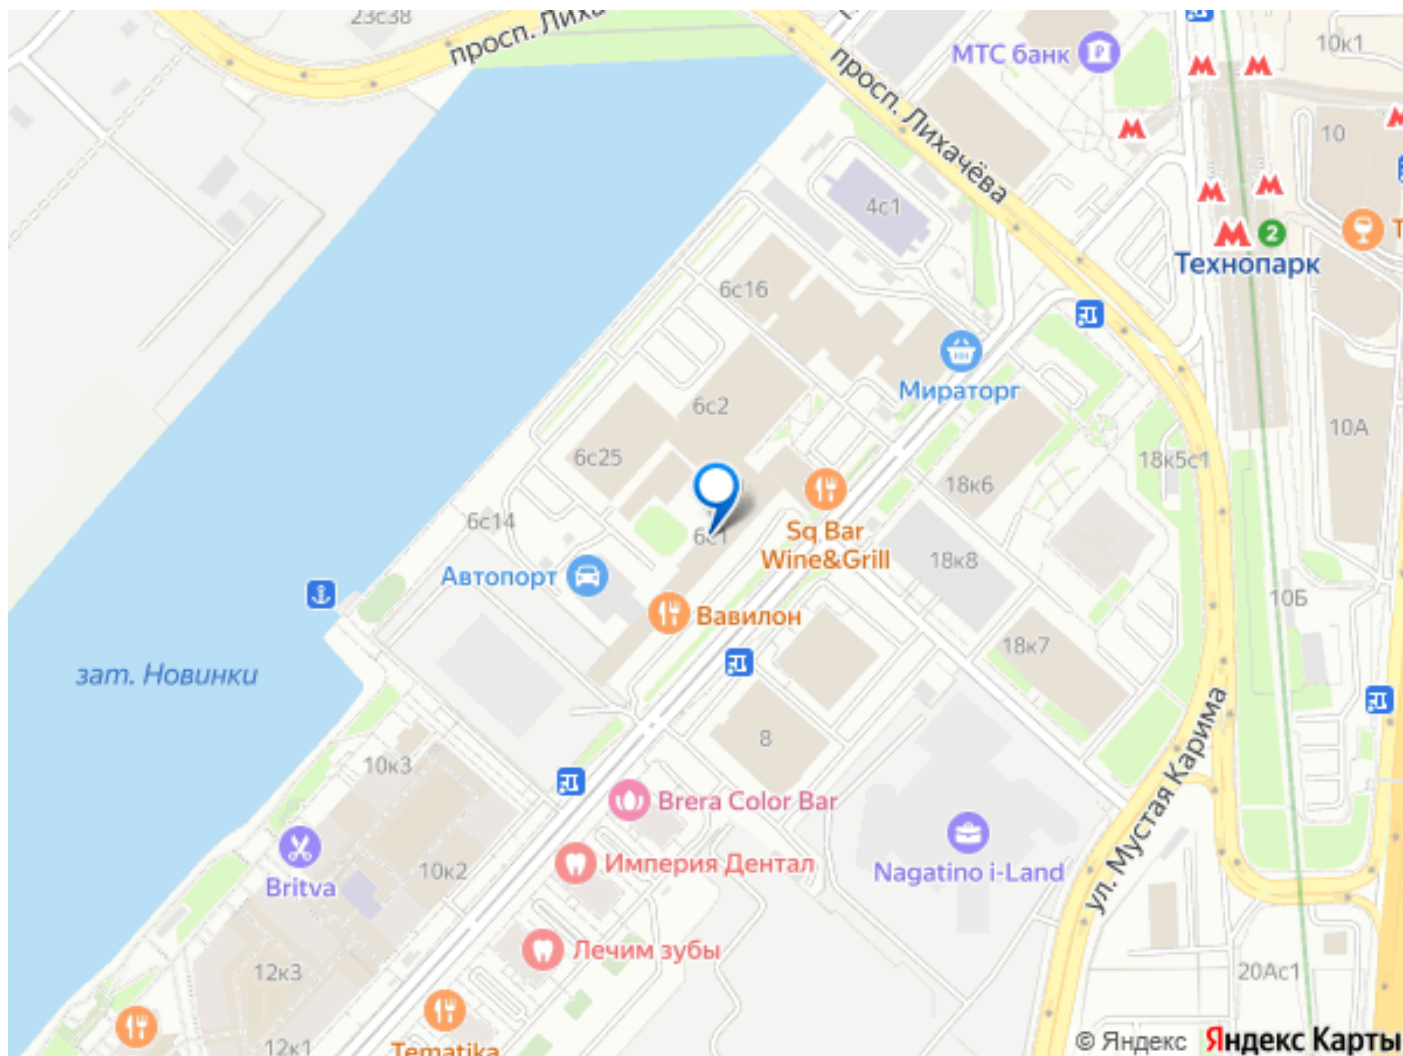 23с38
просп. Лиха
МТС банк
10к1
просп. Лихачёва
10
4с1
2
Технопарк
6с16
Мираторг
6с2
10А
6с25
18к5с1
18к6
6с14
6с1
Sq Bar
Wine&Grill
18к8
Автопорт
10Б
Вавилон
18к7
зат. Новинки
8
10к3
ул. Мустая Карима
Brera Color Bar
Империя Дентал
10к2
Nagatino i-Land
Britva
Лечим зубы
12к3
20Ас1
12к1
Tematika
© Яндекс Яндекс Карты